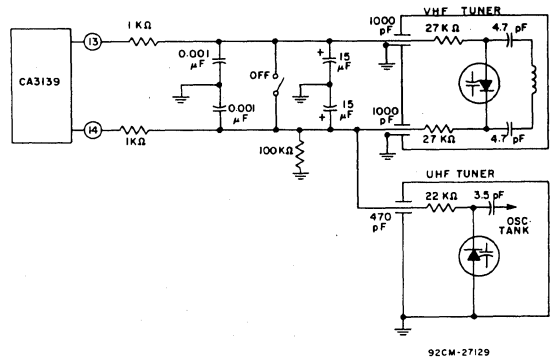 VHF TUNER
1000
pF
27 KΩ
4.7 pF
1 KΩ
13
0.001
μF
+
15
μF
CA3139
OFF
0.001
μF
15
μF
+
1000
pF
14
1KΩ
27 KΩ
4.7 pF
100KΩ
UHF TUNER
22 KΩ
3.5 pF
470
pF
OSC
TANK
92CM-27129